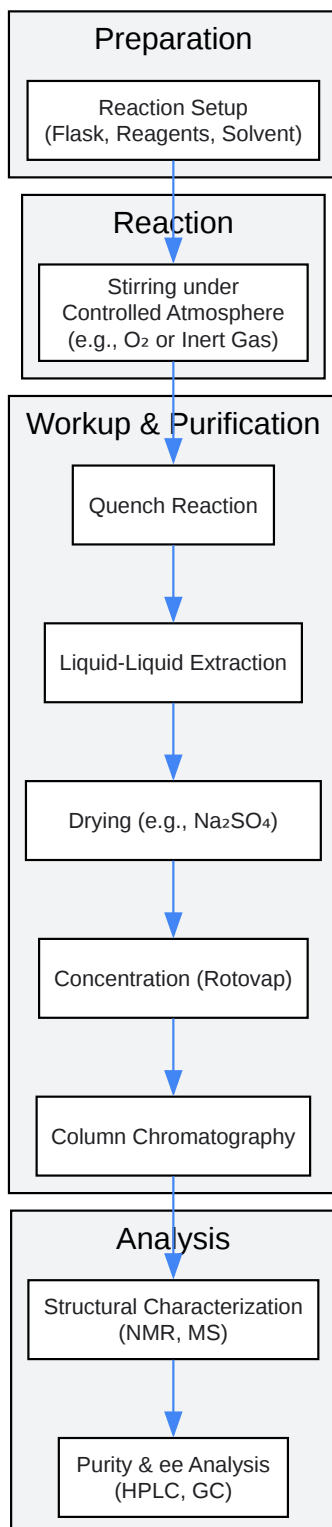 Preparation
Reaction Setup
(Flask, Reagents, Solvent)
Reaction
Stirring under
Controlled Atmosphere
(e.g., O₂ or Inert Gas)
Workup & Purification
Quench Reaction
Liquid-Liquid Extraction
Drying (e.g., Na₂SO₄)
Concentration (Rotovap)
Column Chromatography
Analysis
Structural Characterization
(NMR, MS)
Purity & ee Analysis
(HPLC, GC)